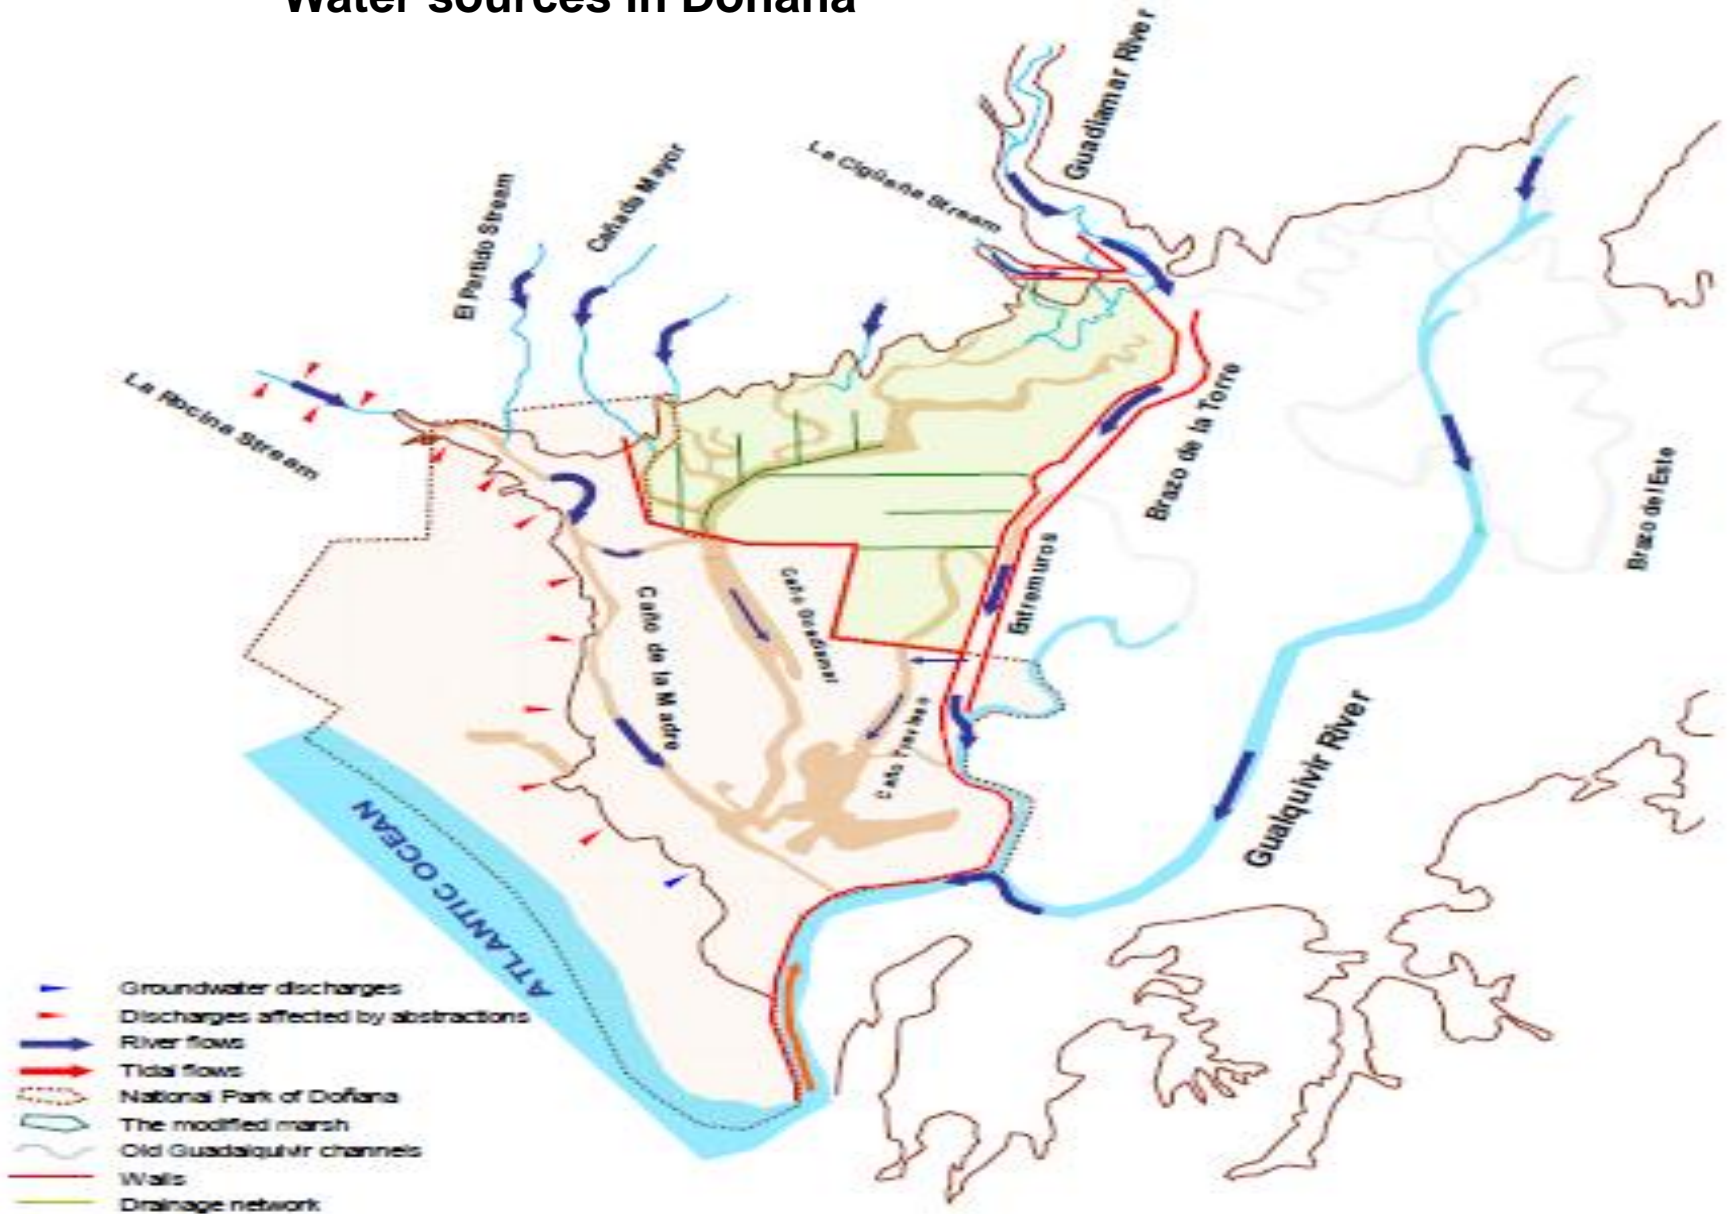 Water sources in Doñana
Guadiamar River
La Cigüeña Stream
Cañada Mayor
El Partido Stream
La Rocina Stream
Brazo de la Torre
Brazo del Este
Entremuros
Caño Guadiamar
Caño de la Madre
Caño Travieso
Gualquivir River
ATLANTIC OCEAN
Groundwater discharges
Discharges affected by abstractions
River flows
Tidal flows
National Park of Doñana
The modified marsh
Old Guadalquivir channels
Walls
Drainage network